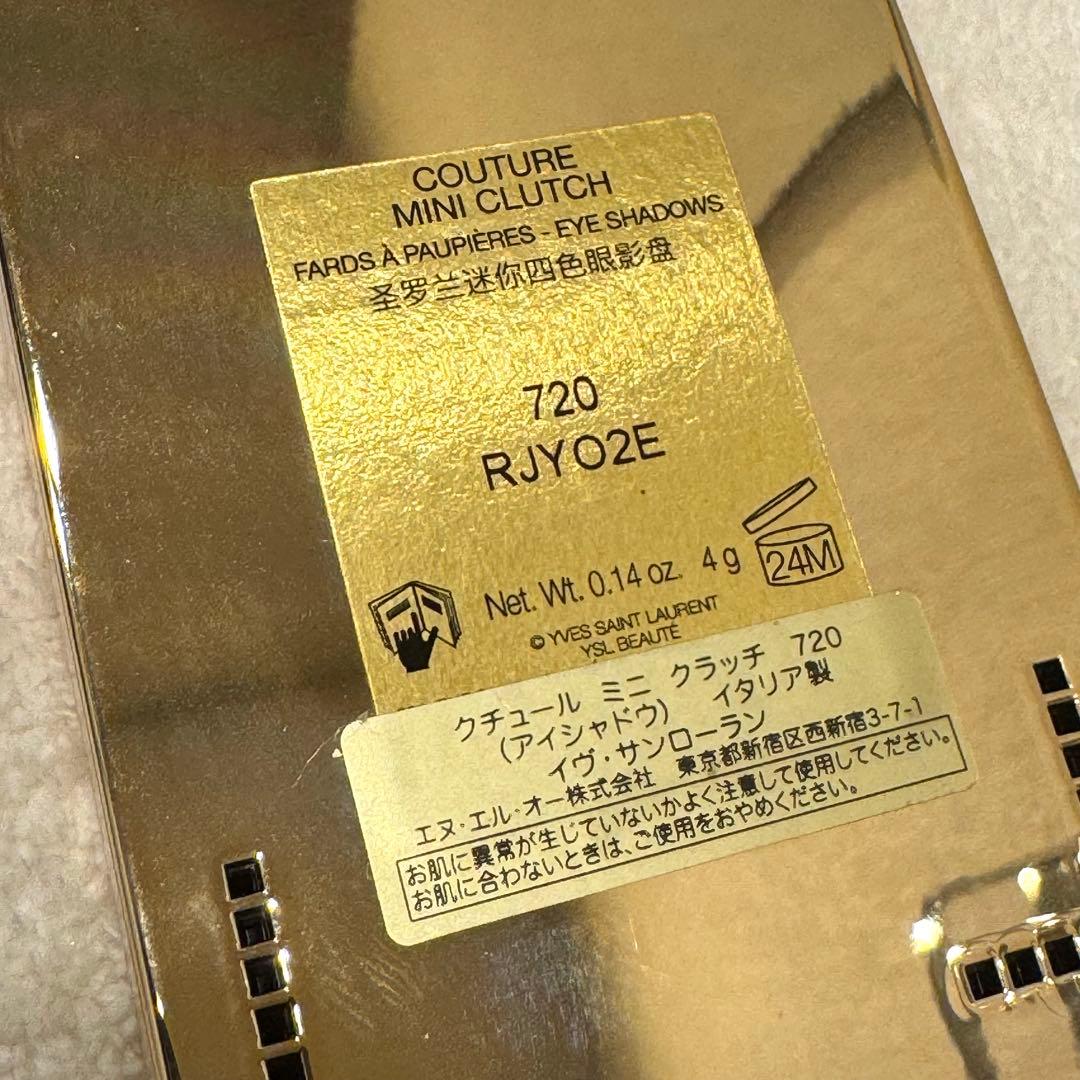 COUTURE
MINI CLUTCH
FARDS À PAUPIÈRES - EYE SHADOWS
圣罗兰迷你四色眼影盘
720
RJY02E
24M
Net. Wt. 0.14 oz. 4 g
© YVES SAINT LAURENT
YSL BEAUTÉ
クチュール ミニ クラッチ 720
(アイシャドウ) イタリア製
イヴ・サンローラン
エヌ・エル・オー株式会社 東京都新宿区西新宿3-7-1
お肌に異常が生じていないかよく注意して使用してください。
お肌に合わないときは、ご使用をおやめください。